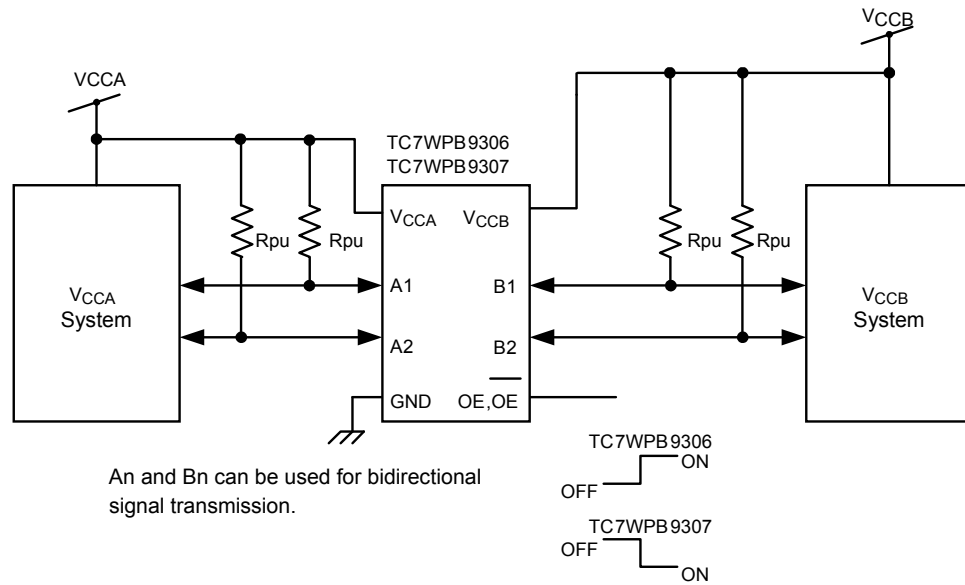 VCCB
VCCA
TC7WPB9306
TC7WPB9307
VCCA VCCB
Rpu Rpu Rpu Rpu
A1 B1
VCCA
System
VCCB
System
A2 B2
GND OE,OE
An and Bn can be used for bidirectional
signal transmission.
TC7WPB9306
ON
OFF
TC7WPB9307
OFF
ON